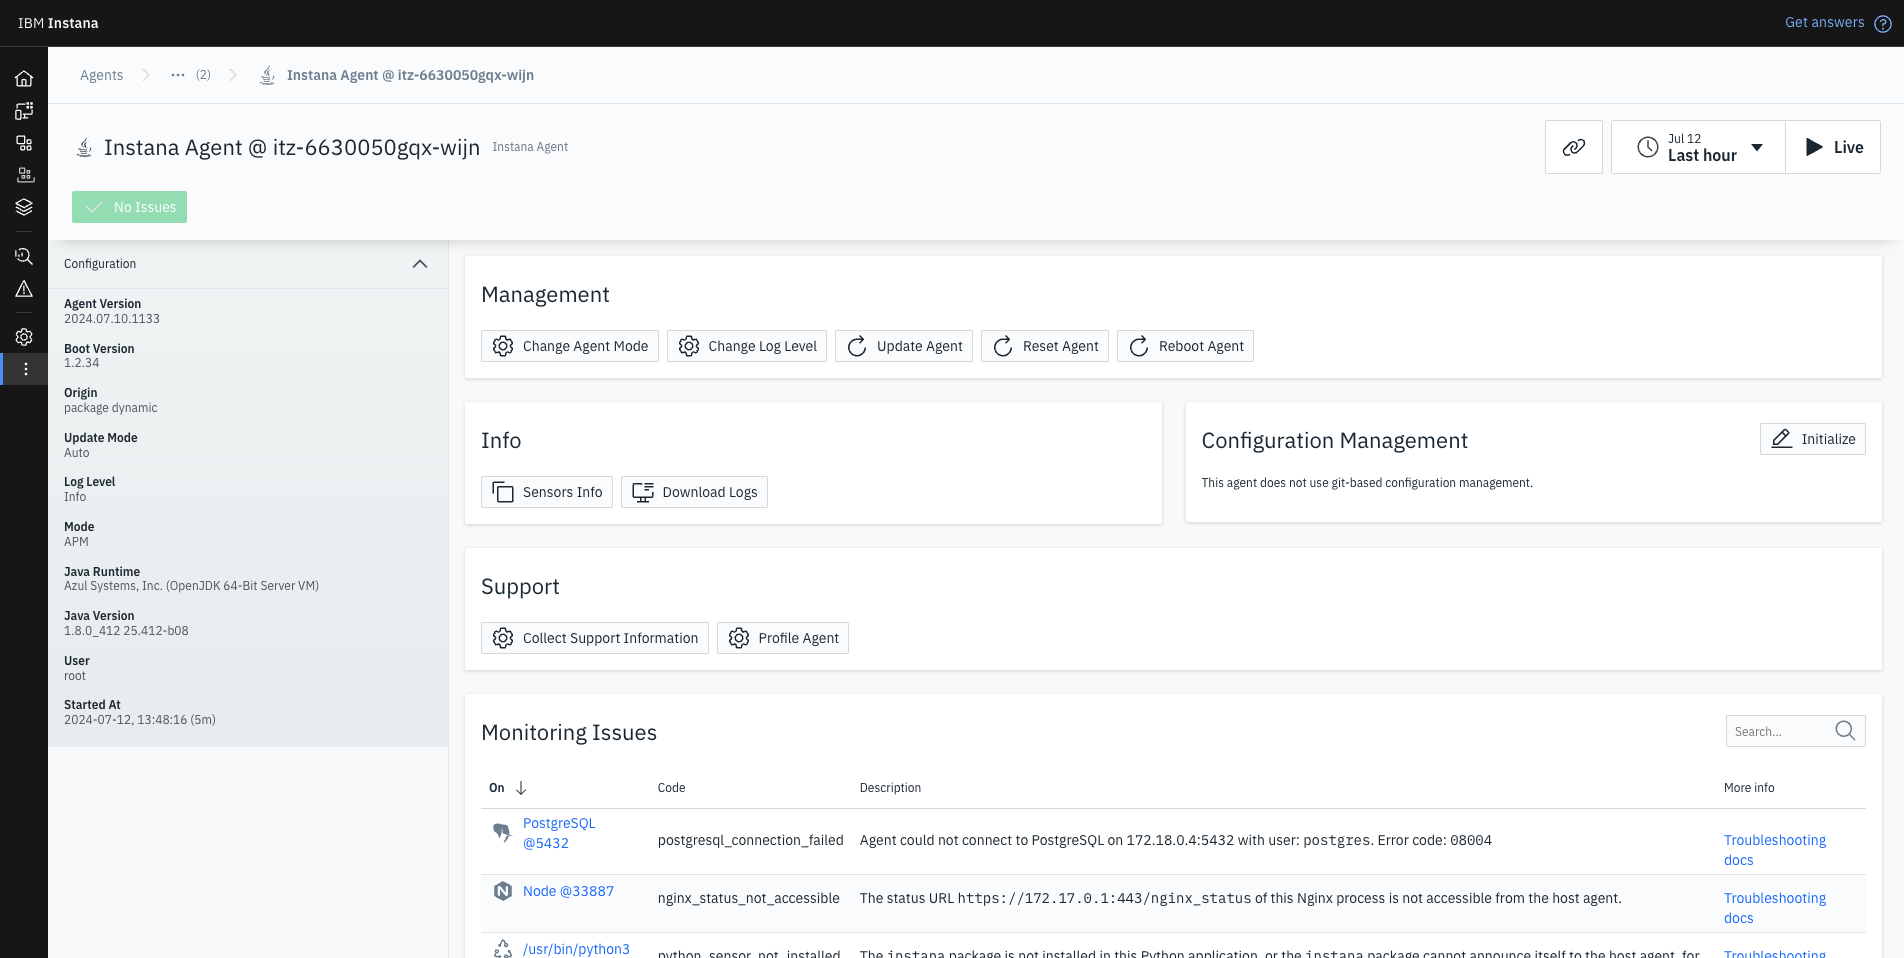 IBM Instana
Get answers
Agents
... (2)
Instana Agent @ itz-6630050gqx-wijn
Instana Agent @ itz-6630050gqx-wijn
Instana Agent
Jul 12
Last hour
Live
No Issues
Configuration
Agent Version
2024.07.10.1133
Boot Version
1.2.34
Origin
package dynamic
Update Mode
Auto
Log Level
Info
Mode
APM
Java Runtime
Azul Systems, Inc. (OpenJDK 64-Bit Server VM)
Java Version
1.8.0_412 25.412-b08
User
root
Started At
2024-07-12, 13:48:16 (5m)
Management
Change Agent Mode
Change Log Level
Update Agent
Reset Agent
Reboot Agent
Info
Sensors Info
Download Logs
Configuration Management
Initialize
This agent does not use git-based configuration management.
Support
Collect Support Information
Profile Agent
Monitoring Issues
Search...
On
Code
Description
More info
PostgreSQL
@5432
postgresql_connection_failed
Agent could not connect to PostgreSQL on 172.18.0.4:5432 with user: postgres. Error code: 08004
Troubleshooting
docs
Node @33887
nginx_status_not_accessible
The status URL https://172.17.0.1:443/nginx_status of this Nginx process is not accessible from the host agent.
Troubleshooting
docs
/usr/bin/python3
python_sensor_not_installed
The instana package is not installed in this Python application, or the instana package cannot announce itself to the host agent, for
Troubleshooting